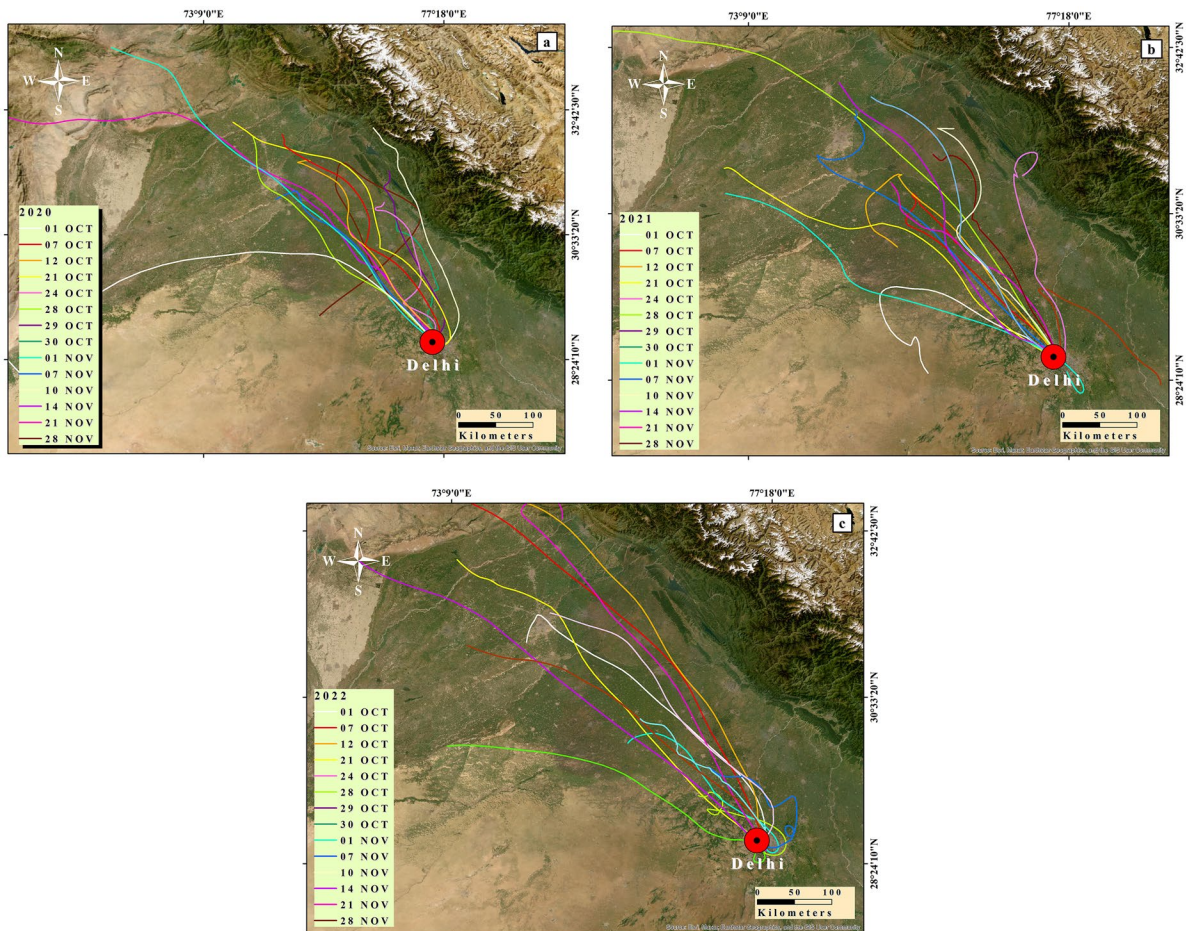 73°9'0"E 77°18'0"E
a
N
W E
S
32°42'30"N
30°33'20"N
28°24'10"N
2020
01 OCT
07 OCT
12 OCT
21 OCT
24 OCT
28 OCT
29 OCT
30 OCT
01 NOV
07 NOV
10 NOV
14 NOV
21 NOV
28 NOV
Delhi
0 50 100
Kilometers
73°9'0"E 77°18'0"E
b
N
W E
S
32°42'30"N
30°33'20"N
28°24'10"N
2021
01 OCT
07 OCT
12 OCT
21 OCT
24 OCT
28 OCT
29 OCT
30 OCT
01 NOV
07 NOV
10 NOV
14 NOV
21 NOV
28 NOV
Delhi
0 50 100
Kilometers
73°9'0"E 77°18'0"E
c
N
W E
S
32°42'30"N
30°33'20"N
28°24'10"N
2022
01 OCT
07 OCT
12 OCT
21 OCT
24 OCT
28 OCT
29 OCT
30 OCT
01 NOV
07 NOV
10 NOV
14 NOV
21 NOV
28 NOV
Delhi
0 50 100
Kilometers